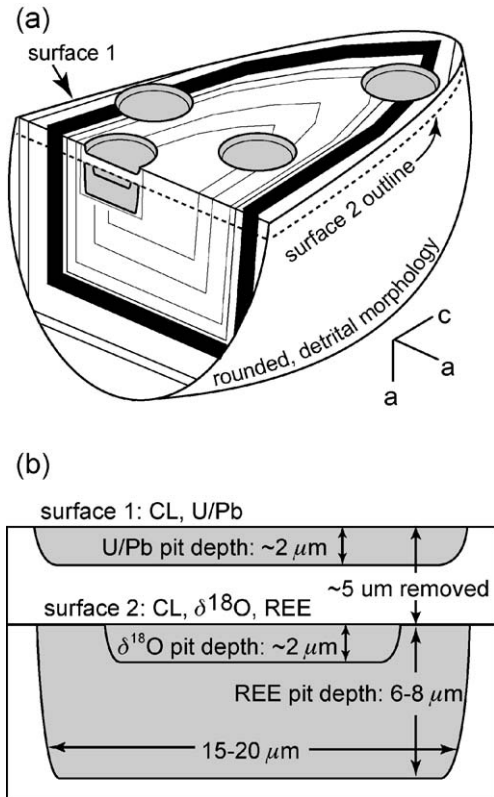 (a)
surface 1
surface 2 outline
rounded, detrital morphology
c
a
a
(b)
surface 1: CL, U/Pb
U/Pb pit depth: ~2 μm
~5 um removed
surface 2: CL, δ¹⁸O, REE
δ¹⁸O pit depth: ~2 μm
REE pit depth: 6-8 μm
15-20 μm